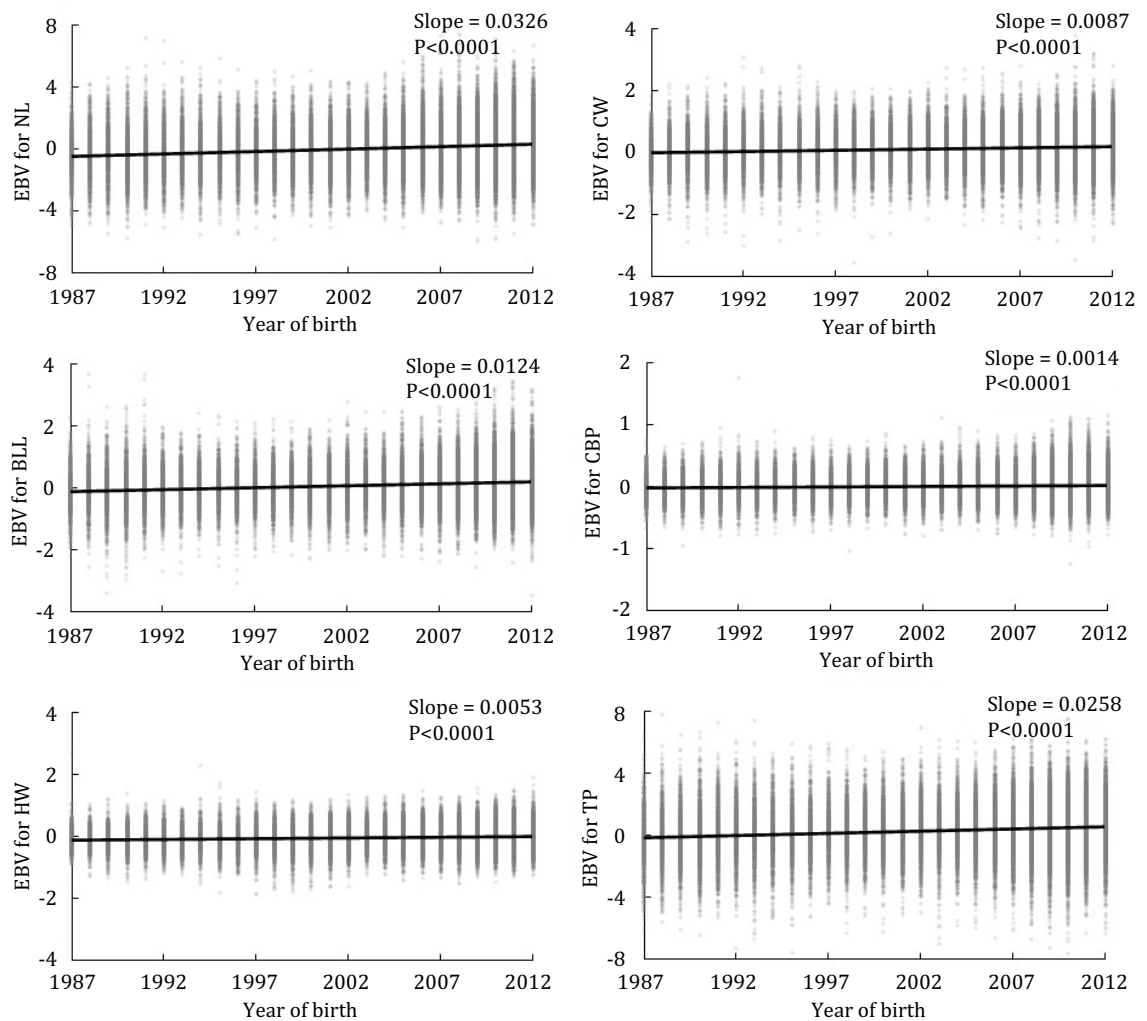 Slope = 0.0326
P<0.0001
8
4
0
-4
-8
EBV for NL
1987 1992 1997 2002 2007 2012
Year of birth
Slope = 0.0087
P<0.0001
4
2
0
-2
-4
EBV for CW
1987 1992 1997 2002 2007 2012
Year of birth
Slope = 0.0124
P<0.0001
4
2
0
-2
-4
EBV for BLL
1987 1992 1997 2002 2007 2012
Year of birth
Slope = 0.0014
P<0.0001
2
1
0
-1
-2
EBV for CBP
1987 1992 1997 2002 2007 2012
Year of birth
Slope = 0.0053
P<0.0001
4
2
0
-2
-4
EBV for HW
1987 1992 1997 2002 2007 2012
Year of birth
Slope = 0.0258
P<0.0001
8
4
0
-4
-8
EBV for TP
1987 1992 1997 2002 2007 2012
Year of birth